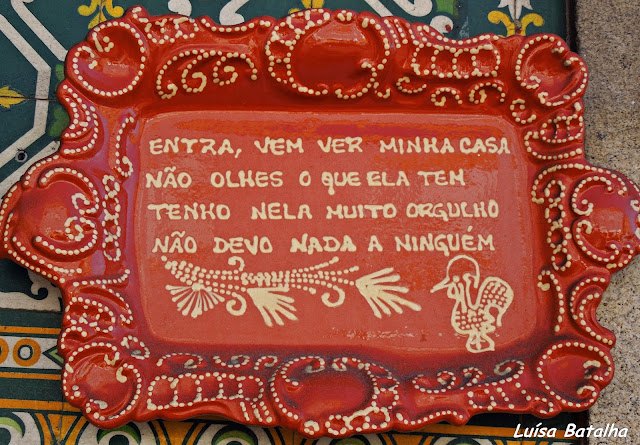 ENTRA, VEM VER MINHA CASA
NÃO OLHES O QUE ELA TEM
TENHO NELA MUITO ORGULHO
NÃO DEVO NADA A NINGUÉM
Luísa Batalha